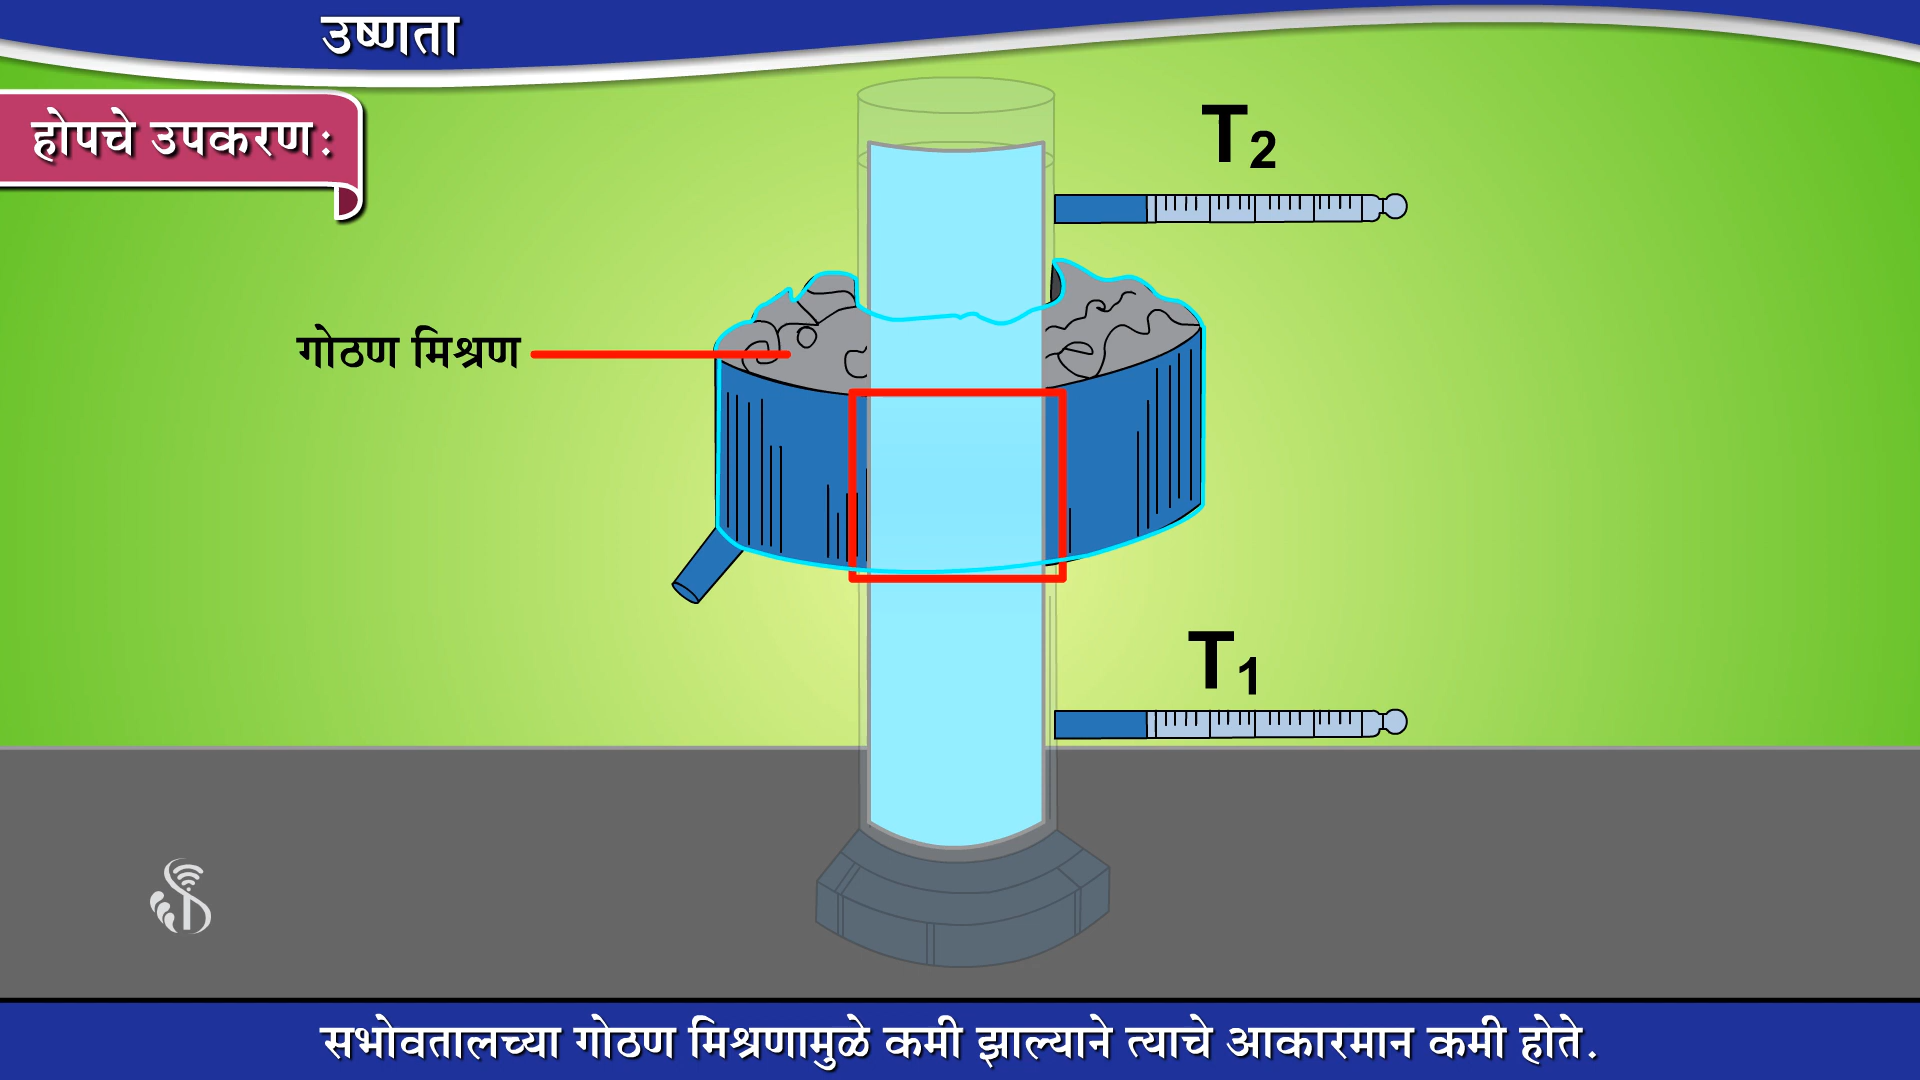 उष्णता
होपचे उपकरण:
T₂
गोठण मिश्रण
T₁
सभोवतालच्या गोठण मिश्रणामुळे कमी झाल्याने त्याचे आकारमान कमी होते.